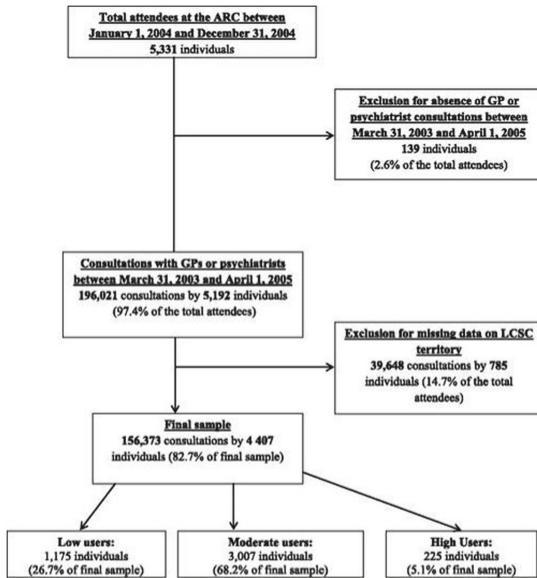 Total attendees at the ARC between
January 1, 2004 and December 31, 2004
5,331 individuals
Exclusion for absence of GP or
psychiatrist consultations between
March 31, 2003 and April 1, 2005
139 individuals
(2.6% of the total attendees)
Consultations with GPs or psychiatrists
between March 31, 2003 and April 1, 2005
196,021 consultations by 5,192 individuals
(97.4% of the total attendees)
Exclusion for missing data on LCSC
territory
39,648 consultations by 785
individuals (14.7% of the total
attendees)
Final sample
156,373 consultations by 4 407
individuals (82.7% of final sample)
Low users:
1,175 individuals
(26.7% of final sample)
Moderate users:
3,007 individuals
(68.2% of final sample)
High Users:
225 individuals
(5.1% of final sample)